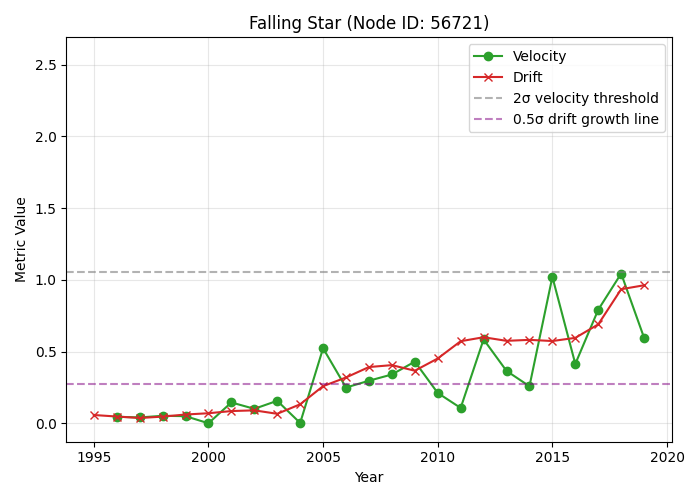 Falling Star (Node ID: 56721)
Velocity
Drift
2σ velocity threshold
0.5σ drift growth line
Metric Value
2.5
2.0
1.5
1.0
0.5
0.0
1995 2000 2005 2010 2015 2020
Year